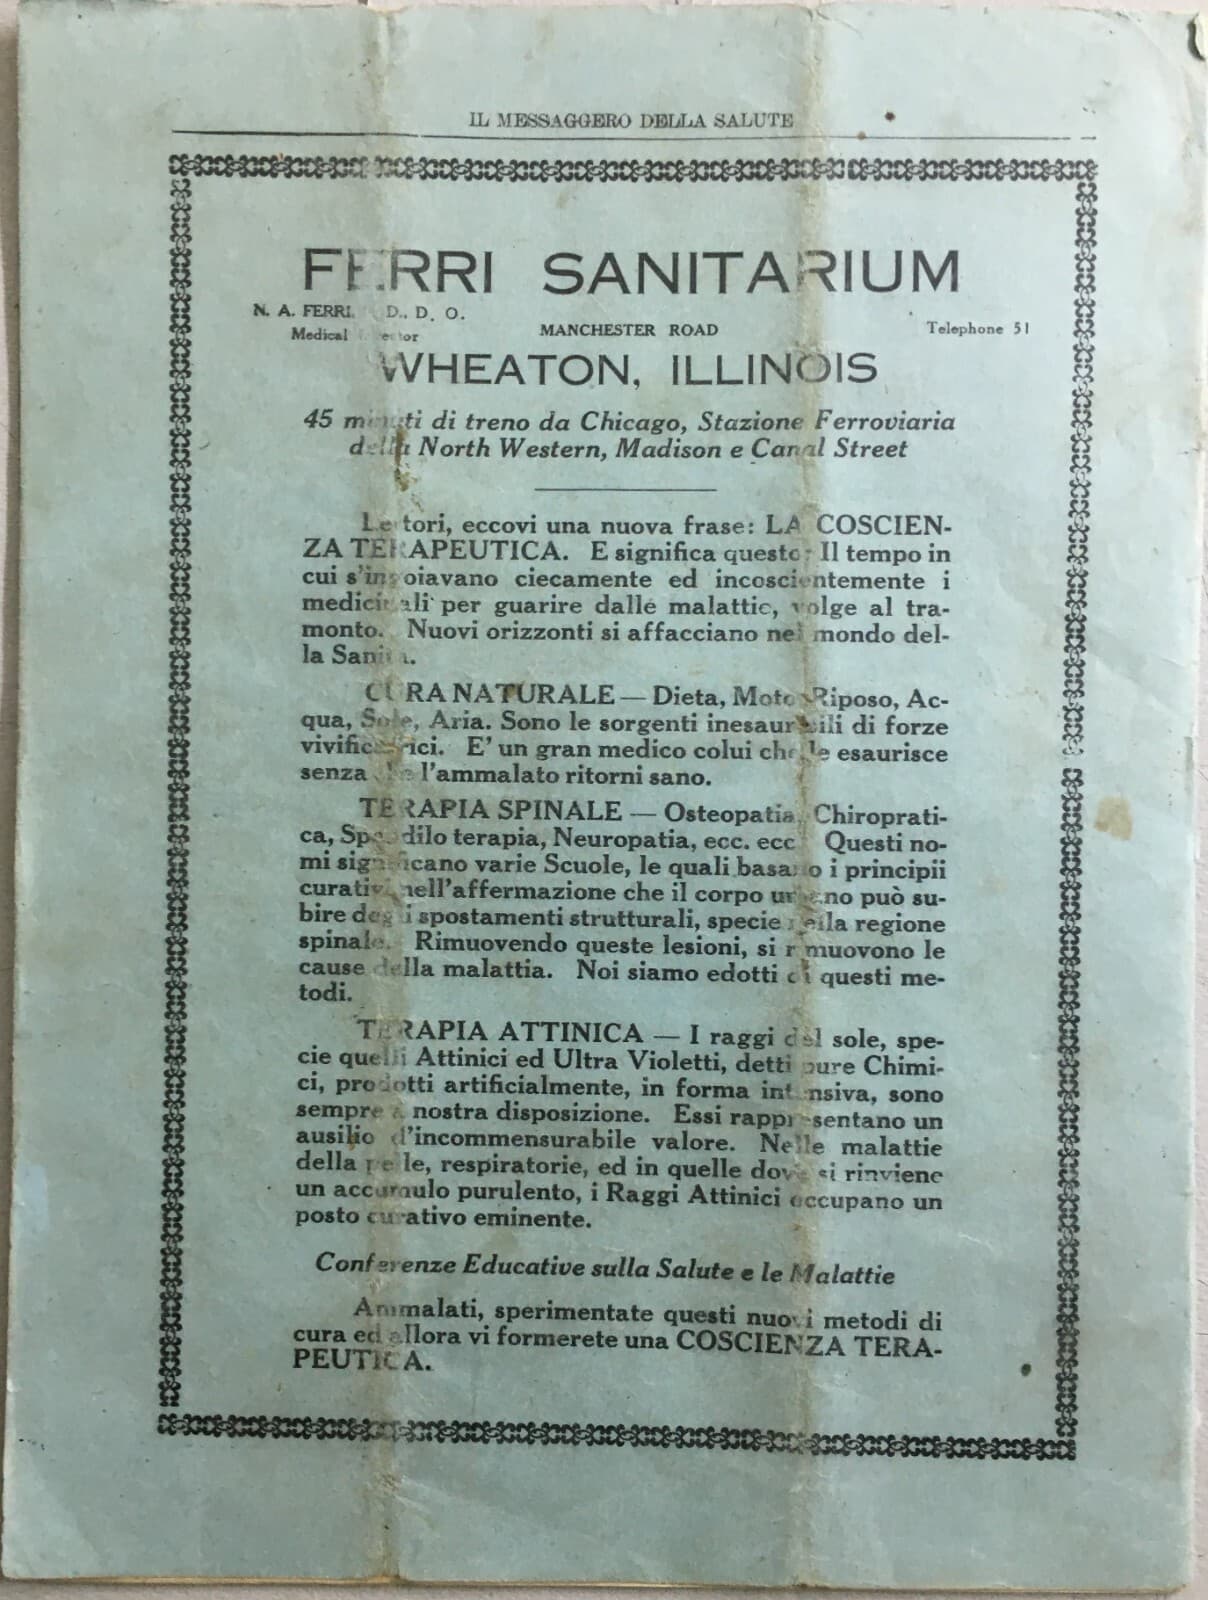 IL MESSAGGERO DELLA SALUTE
FERRI SANITARIUM
N. A. FERRI, D., D. O.
Medical
MANCHESTER ROAD
Telephone 51
WHEATON, ILLINOIS
45 minuti di treno da Chicago, Stazione Ferroviaria
della North Western, Madison e Canal Street
Lettori, eccovi una nuova frase: LA COSCIEN-
ZA TERAPEUTICA. E significa questo: Il tempo in
cui s'ingoiavano ciecamente ed incoscientemente i
medicinali per guarire dalle malattie, volge al tra-
monto. Nuovi orizzonti si affacciano nel mondo del-
la Sanità.
CURA NATURALE — Dieta, Moto, Riposo, Ac-
qua, Sole, Aria. Sono le sorgenti inesauribili di forze
vivificatrici. E' un gran medico colui che le esaurisce
senza che l'ammalato ritorni sano.
TERAPIA SPINALE — Osteopatia, Chiroprati-
ca, Spondilo terapia, Neuropatia, ecc. ecc. Questi no-
mi significano varie Scuole, le quali basano i principii
curativi nell'affermazione che il corpo umano può su-
bire degli spostamenti strutturali, specie nella regione
spinale. Rimuovendo queste lesioni, si rimuovono le
cause della malattia. Noi siamo edotti di questi me-
todi.
TERAPIA ATTINICA — I raggi del sole, spe-
cie quelli Attinici ed Ultra Violetti, detti pure Chimi-
ci, prodotti artificialmente, in forma intensiva, sono
sempre a nostra disposizione. Essi rappresentano un
ausilio d'incommensurabile valore. Nelle malattie
della pelle, respiratorie, ed in quelle dove si rinviene
un accumulo purulento, i Raggi Attinici occupano un
posto curativo eminente.
Conferenze Educative sulla Salute e le Malattie
Ammalati, sperimentate questi nuovi metodi di
cura ed allora vi formerete una COSCIENZA TERA-
PEUTICA.